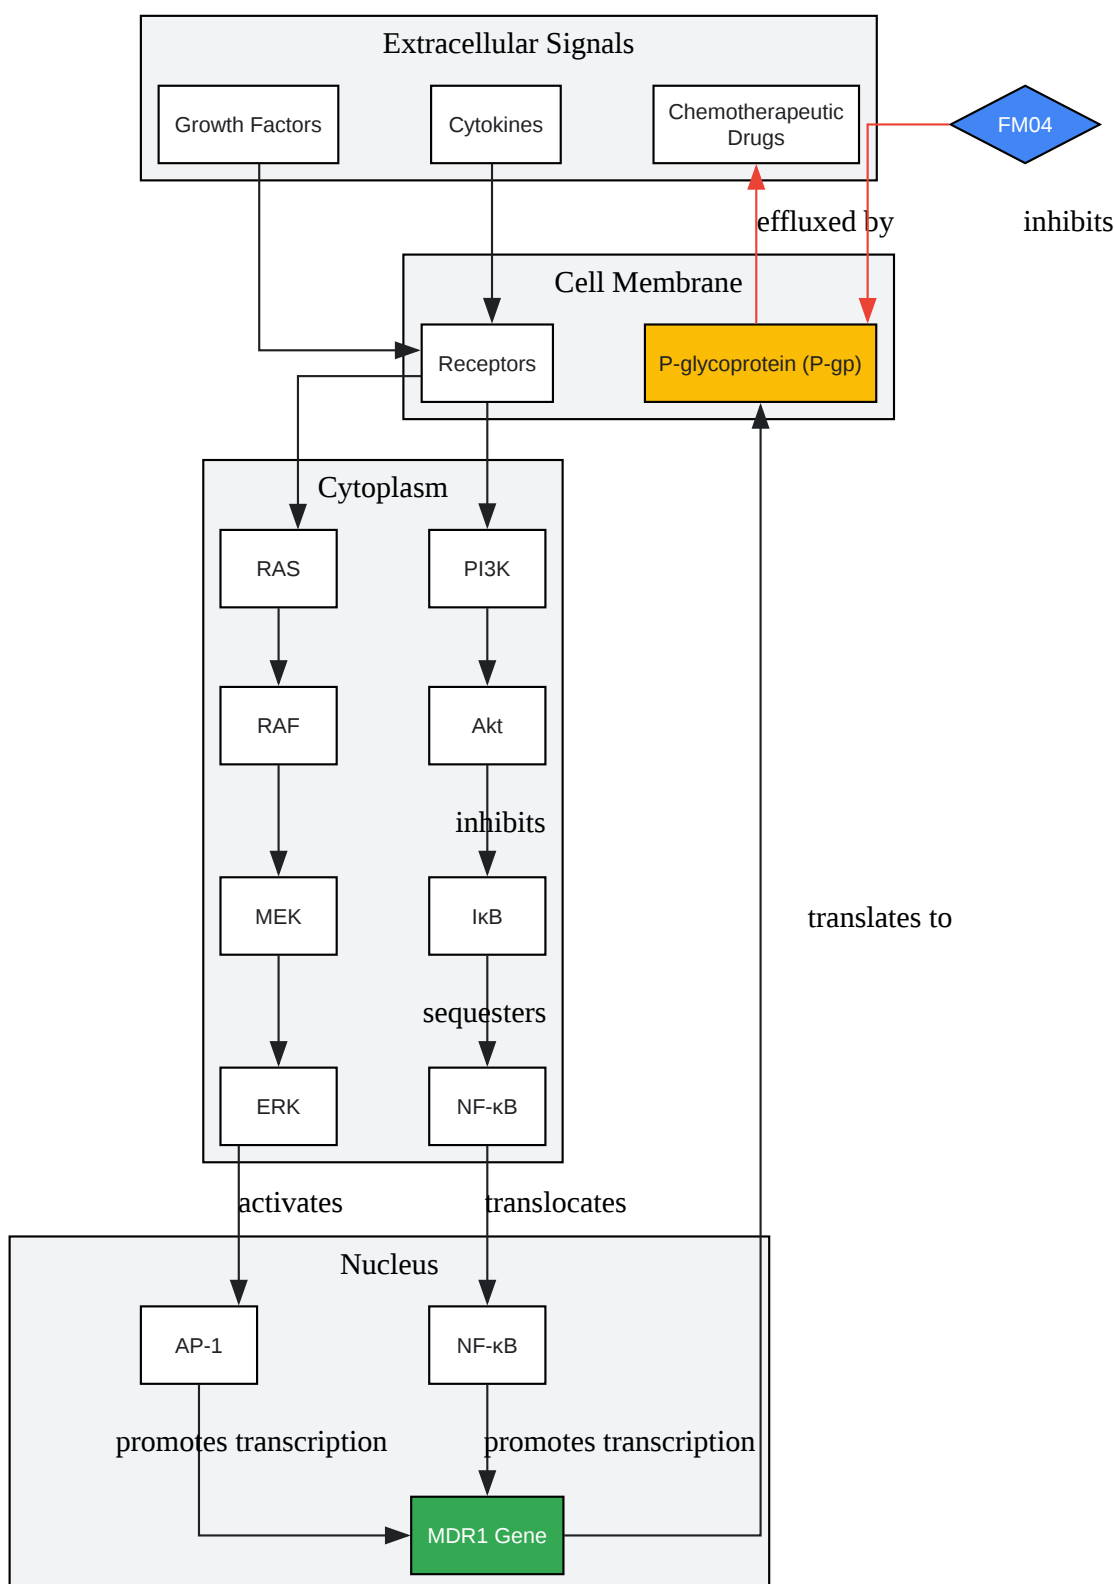 Extracellular Signals
Growth Factors
Cytokines
Chemotherapeutic
Drugs
FM04
effluxed by
inhibits
Cell Membrane
Receptors
P-glycoprotein (P-gp)
Cytoplasm
RAS
PI3K
RAF
Akt
inhibits
MEK
IκB
translates to
sequesters
ERK
NF-κB
activates
translocates
Nucleus
AP-1
NF-κB
promotes transcription
promotes transcription
MDR1 Gene